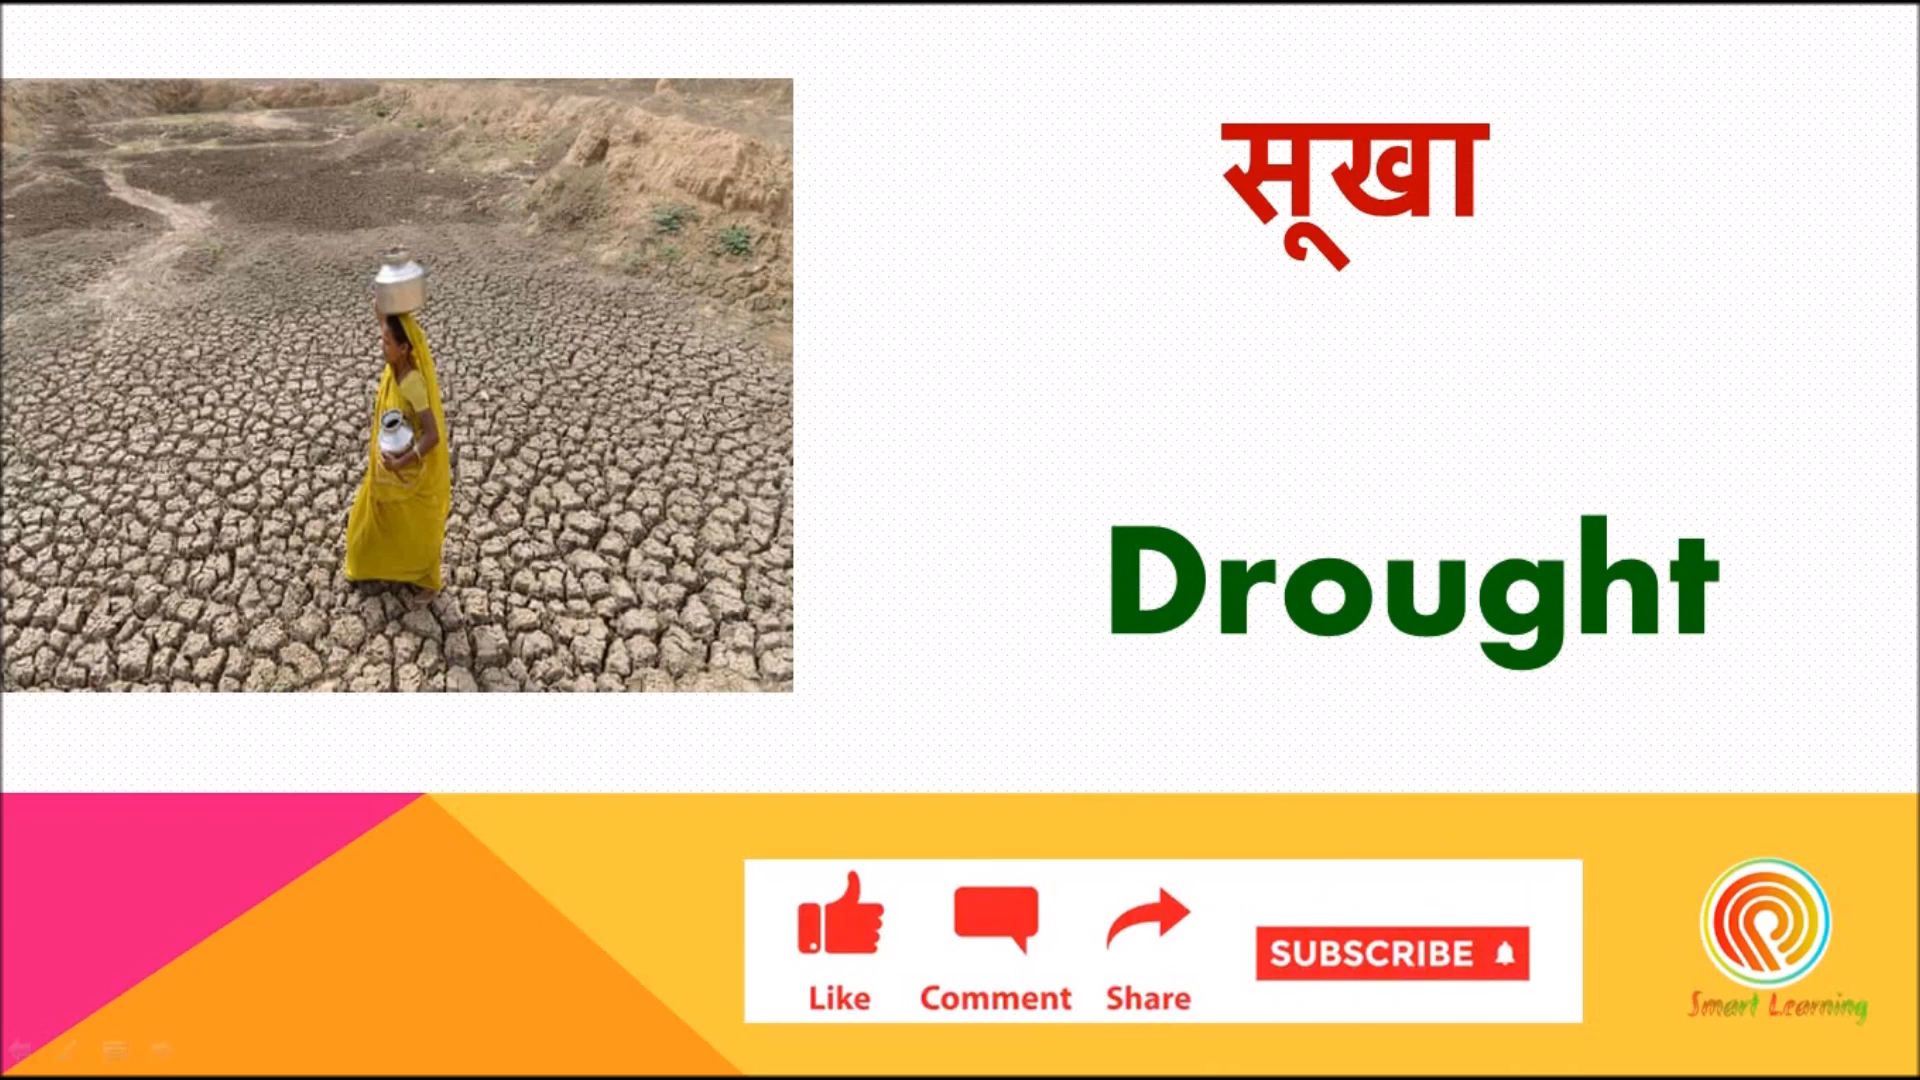 सूखा
Drought
Like Comment Share
SUBSCRIBE
Smart Learning